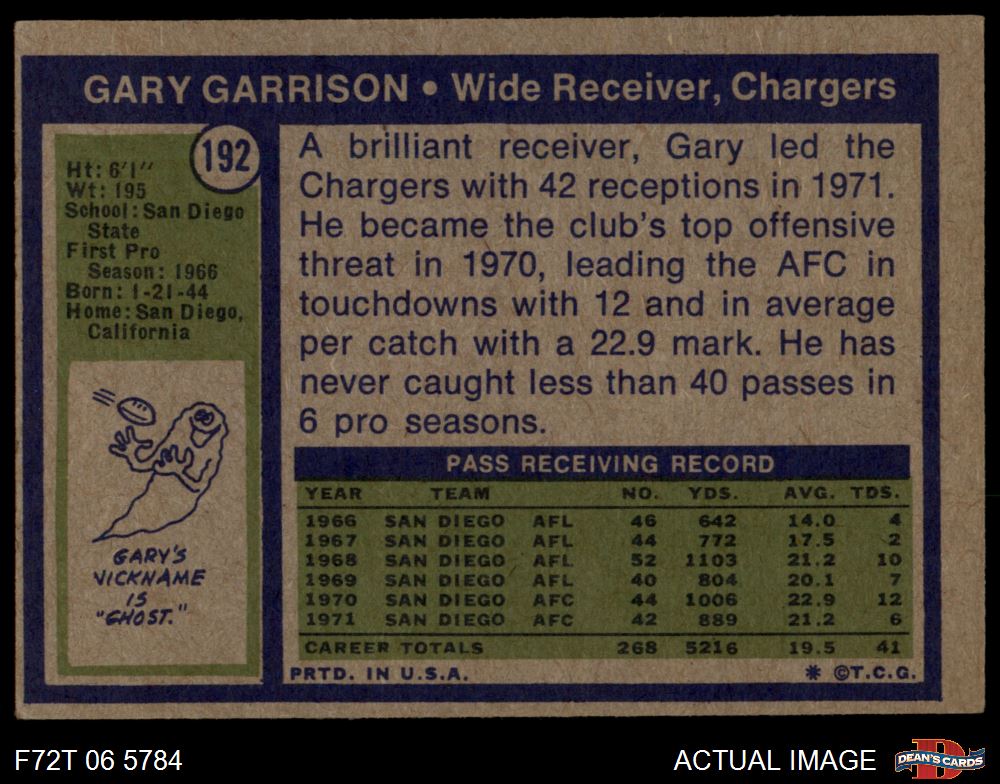 GARY GARRISON • Wide Receiver, Chargers
192
Ht: 6'1''
Wt: 195
School: San Diego
State
First Pro
Season: 1966
Born: 1-21-44
Home: San Diego,
California
GARY'S
NICKNAME
IS
"GHOST."
A brilliant receiver, Gary led the
Chargers with 42 receptions in 1971.
He became the club's top offensive
threat in 1970, leading the AFC in
touchdowns with 12 and in average
per catch with a 22.9 mark. He has
never caught less than 40 passes in
6 pro seasons.
PASS RECEIVING RECORD
YEAR TEAM NO. YDS. AVG. TDS.
1966 SAN DIEGO AFL 46 642 14.0 4
1967 SAN DIEGO AFL 44 772 17.5 2
1968 SAN DIEGO AFL 52 1103 21.2 10
1969 SAN DIEGO AFL 40 804 20.1 7
1970 SAN DIEGO AFC 44 1006 22.9 12
1971 SAN DIEGO AFC 42 889 21.2 6
CAREER TOTALS 268 5216 19.5 41
PRTD. IN U.S.A. * ©T.C.G.
F72T 06 5784 ACTUAL IMAGE
D
DEAN'S CARDS